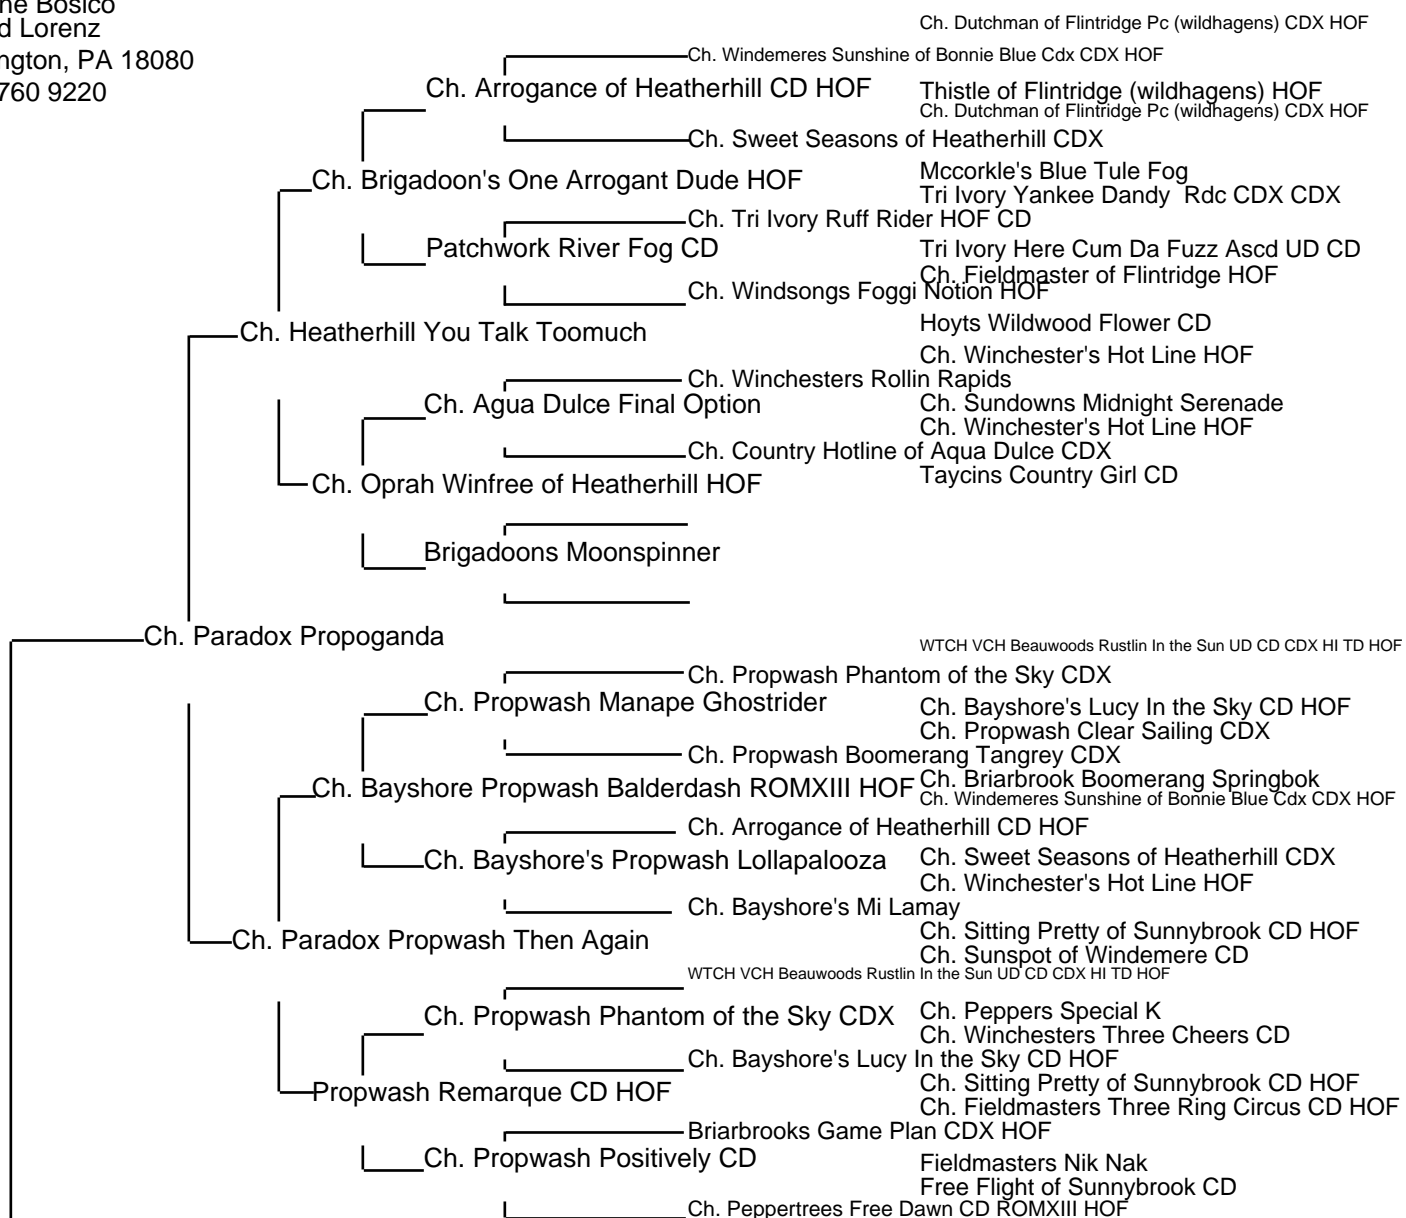 ne Bosico
d Lorenz
ngton, PA 18080
760 9220
Ch. Dutchman of Flintridge Pc (wildhagens) CDX HOF
Ch. Windemeres Sunshine of Bonnie Blue Cdx CDX HOF
Ch. Arrogance of Heatherhill CD HOF
Thistle of Flintridge (wildhagens) HOF
Ch. Dutchman of Flintridge Pc (wildhagens) CDX HOF
Ch. Sweet Seasons of Heatherhill CDX
Ch. Brigadoon's One Arrogant Dude HOF
Mccorkle's Blue Tule Fog
Tri Ivory Yankee Dandy Rdc CDX CDX
Ch. Tri Ivory Ruff Rider HOF CD
Patchwork River Fog CD
Tri Ivory Here Cum Da Fuzz Ascd UD CD
Ch. Fieldmaster of Flintridge HOF
Ch. Windsongs Foggi Notion HOF
Hoyts Wildwood Flower CD
Ch. Heatherhill You Talk Toomuch
Ch. Winchester's Hot Line HOF
Ch. Winchesters Rollin Rapids
Ch. Agua Dulce Final Option
Ch. Sundowns Midnight Serenade
Ch. Winchester's Hot Line HOF
Ch. Country Hotline of Aqua Dulce CDX
Taycins Country Girl CD
Ch. Oprah Winfree of Heatherhill HOF
Brigadoons Moonspinner
Ch. Paradox Propoganda
WTCH VCH Beauwoods Rustlin In the Sun UD CD CDX HI TD HOF
Ch. Propwash Phantom of the Sky CDX
Ch. Propwash Manape Ghostrider
Ch. Bayshore's Lucy In the Sky CD HOF
Ch. Propwash Clear Sailing CDX
Ch. Propwash Boomerang Tangrey CDX
Ch. Briarbrook Boomerang Springbok
Ch. Bayshore Propwash Balderdash ROMXIII HOF
Ch. Windemeres Sunshine of Bonnie Blue Cdx CDX HOF
Ch. Arrogance of Heatherhill CD HOF
Ch. Bayshore's Propwash Lollapalooza
Ch. Sweet Seasons of Heatherhill CDX
Ch. Winchester's Hot Line HOF
Ch. Bayshore's Mi Lamay
Ch. Sitting Pretty of Sunnybrook CD HOF
Ch. Paradox Propwash Then Again
Ch. Sunspot of Windemere CD
WTCH VCH Beauwoods Rustlin In the Sun UD CD CDX HI TD HOF
Ch. Propwash Phantom of the Sky CDX
Ch. Peppers Special K
Ch. Winchesters Three Cheers CD
Ch. Bayshore's Lucy In the Sky CD HOF
Ch. Sitting Pretty of Sunnybrook CD HOF
Propwash Remarque CD HOF
Ch. Fieldmasters Three Ring Circus CD HOF
Briarbrooks Game Plan CDX HOF
Ch. Propwash Positively CD
Fieldmasters Nik Nak
Free Flight of Sunnybrook CD
Ch. Peppertrees Free Dawn CD ROMXIII HOF